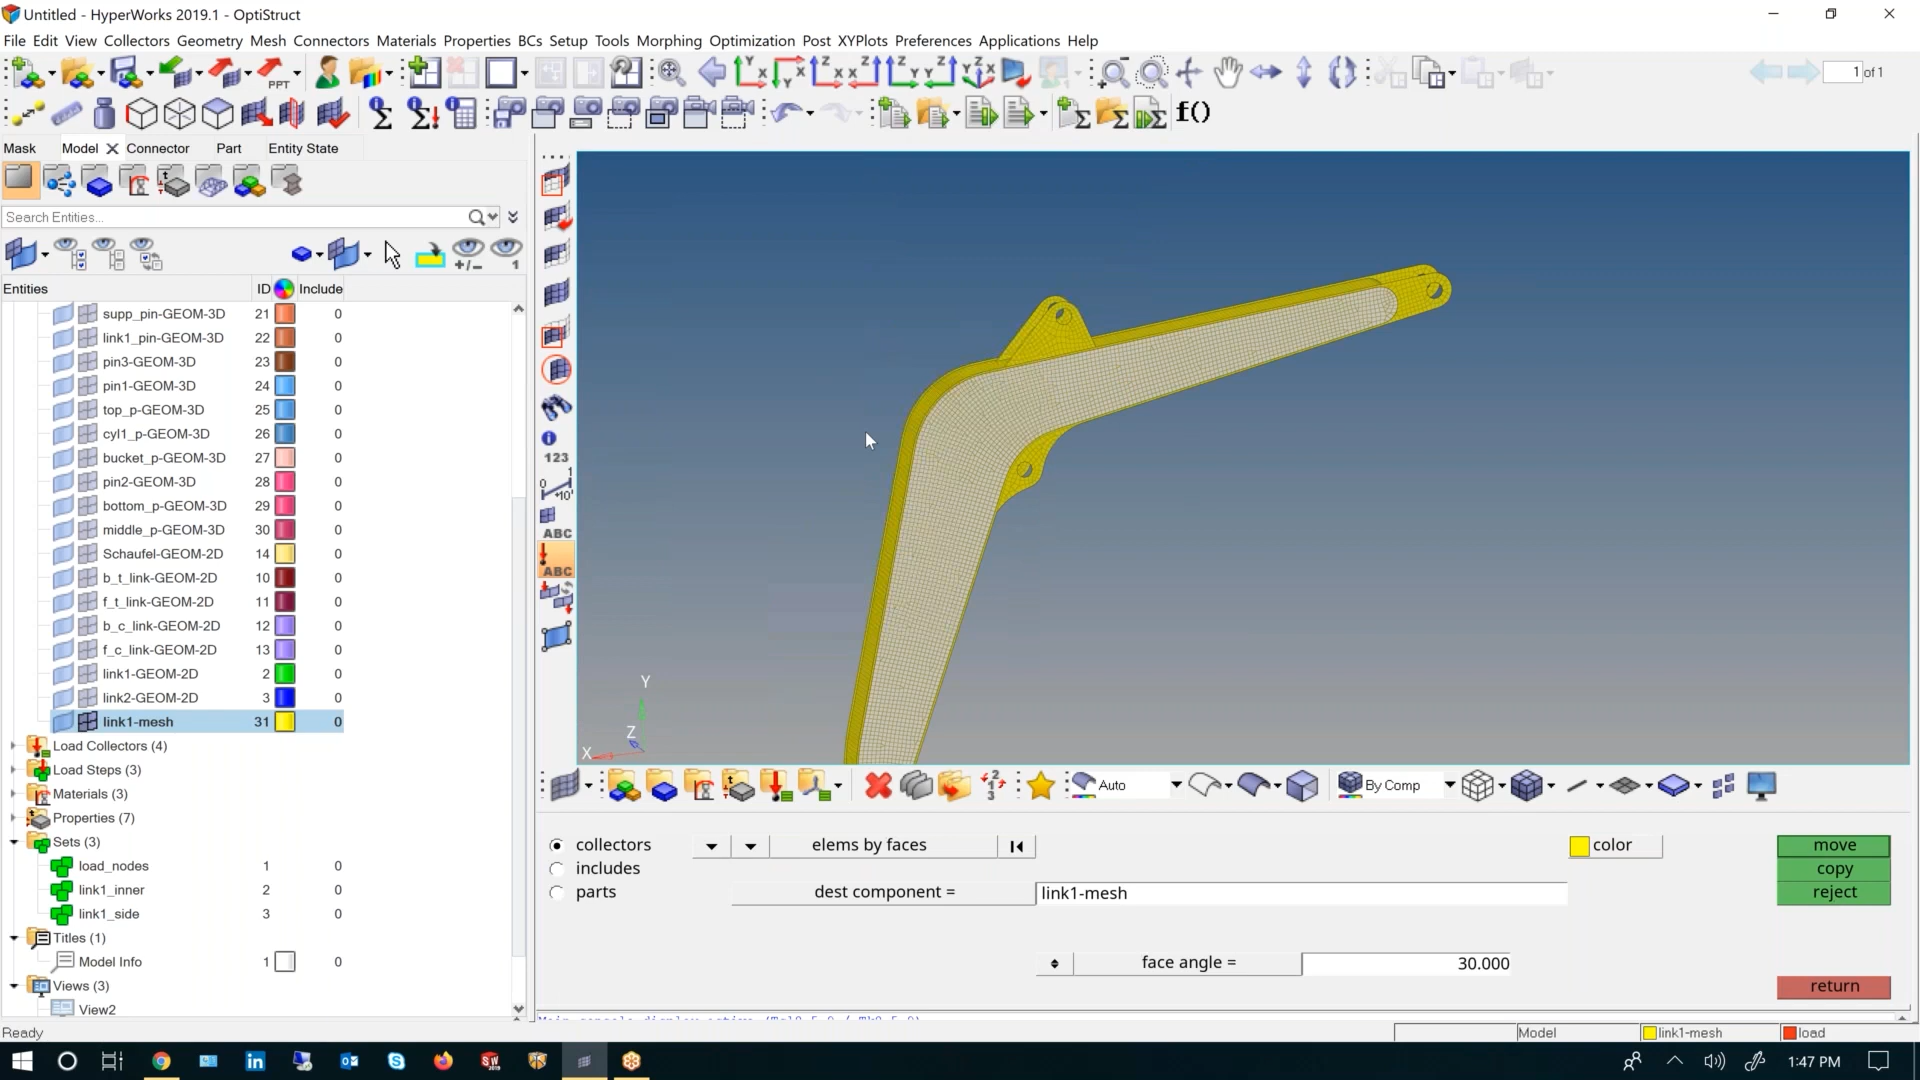 Untitled - HyperWorks 2019.1 - OptiStruct
File Edit View Collectors Geometry Mesh Connectors Materials Properties BCs Setup Tools Morphing Optimization Post XYPlots Preferences Applications Help
1 of 1
f()
Mask Model Connector Part Entity State
Search Entities...
Entities ID Include
supp_pin-GEOM-3D 21 0
link1_pin-GEOM-3D 22 0
pin3-GEOM-3D 23 0
pin1-GEOM-3D 24 0
top_p-GEOM-3D 25 0
cyl1_p-GEOM-3D 26 0
bucket_p-GEOM-3D 27 0
pin2-GEOM-3D 28 0
bottom_p-GEOM-3D 29 0
middle_p-GEOM-3D 30 0
Schaufel-GEOM-2D 14 0
b_t_link-GEOM-2D 10 0
f_t_link-GEOM-2D 11 0
b_c_link-GEOM-2D 12 0
f_c_link-GEOM-2D 13 0
link1-GEOM-2D 2 0
link2-GEOM-2D 3 0
link1-mesh 31 0
Load Collectors (4)
Load Steps (3)
Materials (3)
Properties (7)
Sets (3)
load_nodes 1 0
link1_inner 2 0
link1_side 3 0
Titles (1)
Model Info 1 0
Views (3)
View2
123
ABC
ABC
Y
Z
X
Auto
By Comp
collectors
includes
parts
elems by faces
dest component = link1-mesh
face angle = 30.000
color
move
copy
reject
return
Ready
Model
link1-mesh
load
1:47 PM